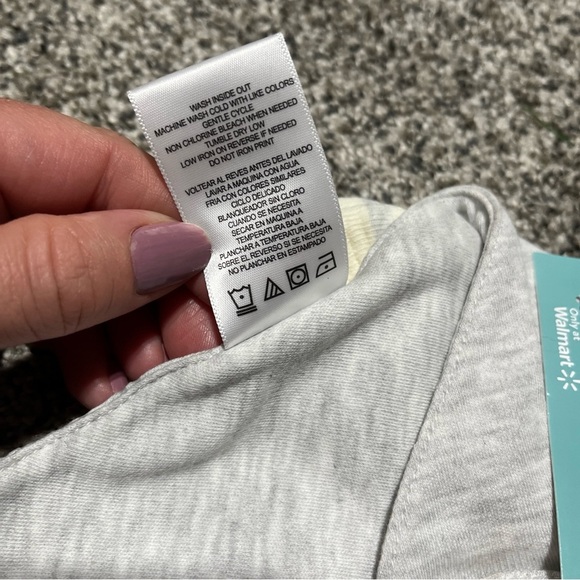 WASH INSIDE OUT
MACHINE WASH COLD WITH LIKE COLORS
GENTLE CYCLE
NON CHLORINE BLEACH WHEN NEEDED
TUMBLE DRY LOW
LOW IRON ON REVERSE IF NEEDED
DO NOT IRON PRINT
VOLTEAR AL REVES ANTES DEL LAVADO
LAVAR A MAQUINA CON AGUA
FRIA CON COLORES SIMILARES
CICLO DELICADO
BLANQUEADOR SIN CLORO
CUANDO SE NECESITA
SECAR EN MAQUINA A
TEMPERATURA BAJA
PLANCHAR A TEMPERATURA BAJA
SOBRE EL REVERSO SI SE NECESITA
NO PLANCHAR EN ESTAMPADO
Only at
Walmart